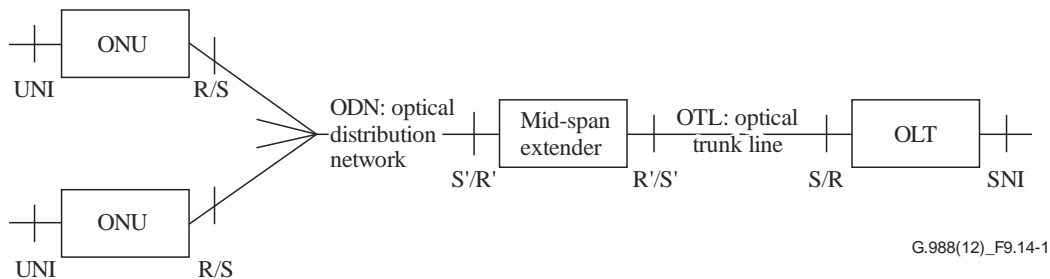 ONU
UNI
R/S
ODN: optical
distribution
network
Mid-span
extender
OTL: optical
trunk line
OLT
S'/R'
R'/S'
S/R
SNI
ONU
UNI
R/S
G.988(12)_F9.14-1